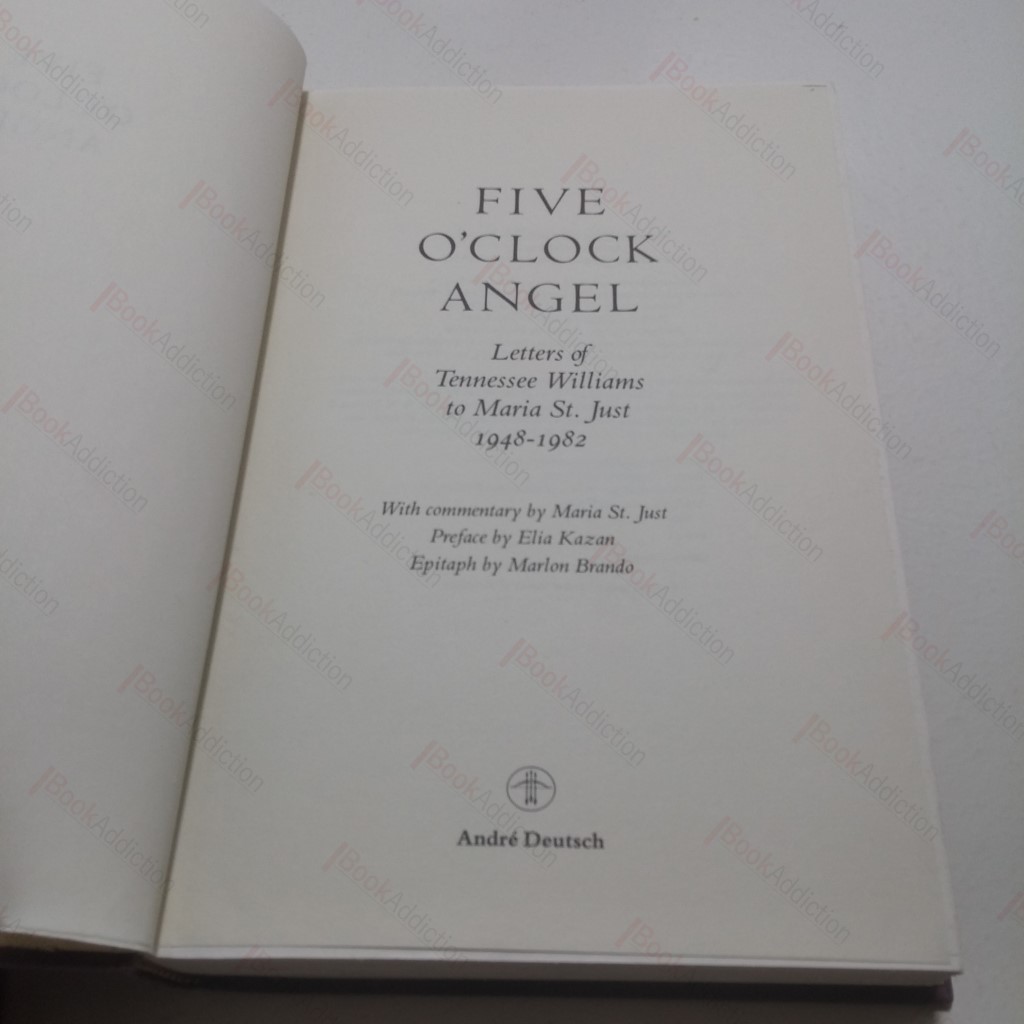 FIVE
O'CLOCK
ANGEL
Letters of
Tennessee Williams
to Maria St. Just
1948-1982
With commentary by Maria St. Just
Preface by Elia Kazan
Epitaph by Marlon Brando
André Deutsch
BookAddiction